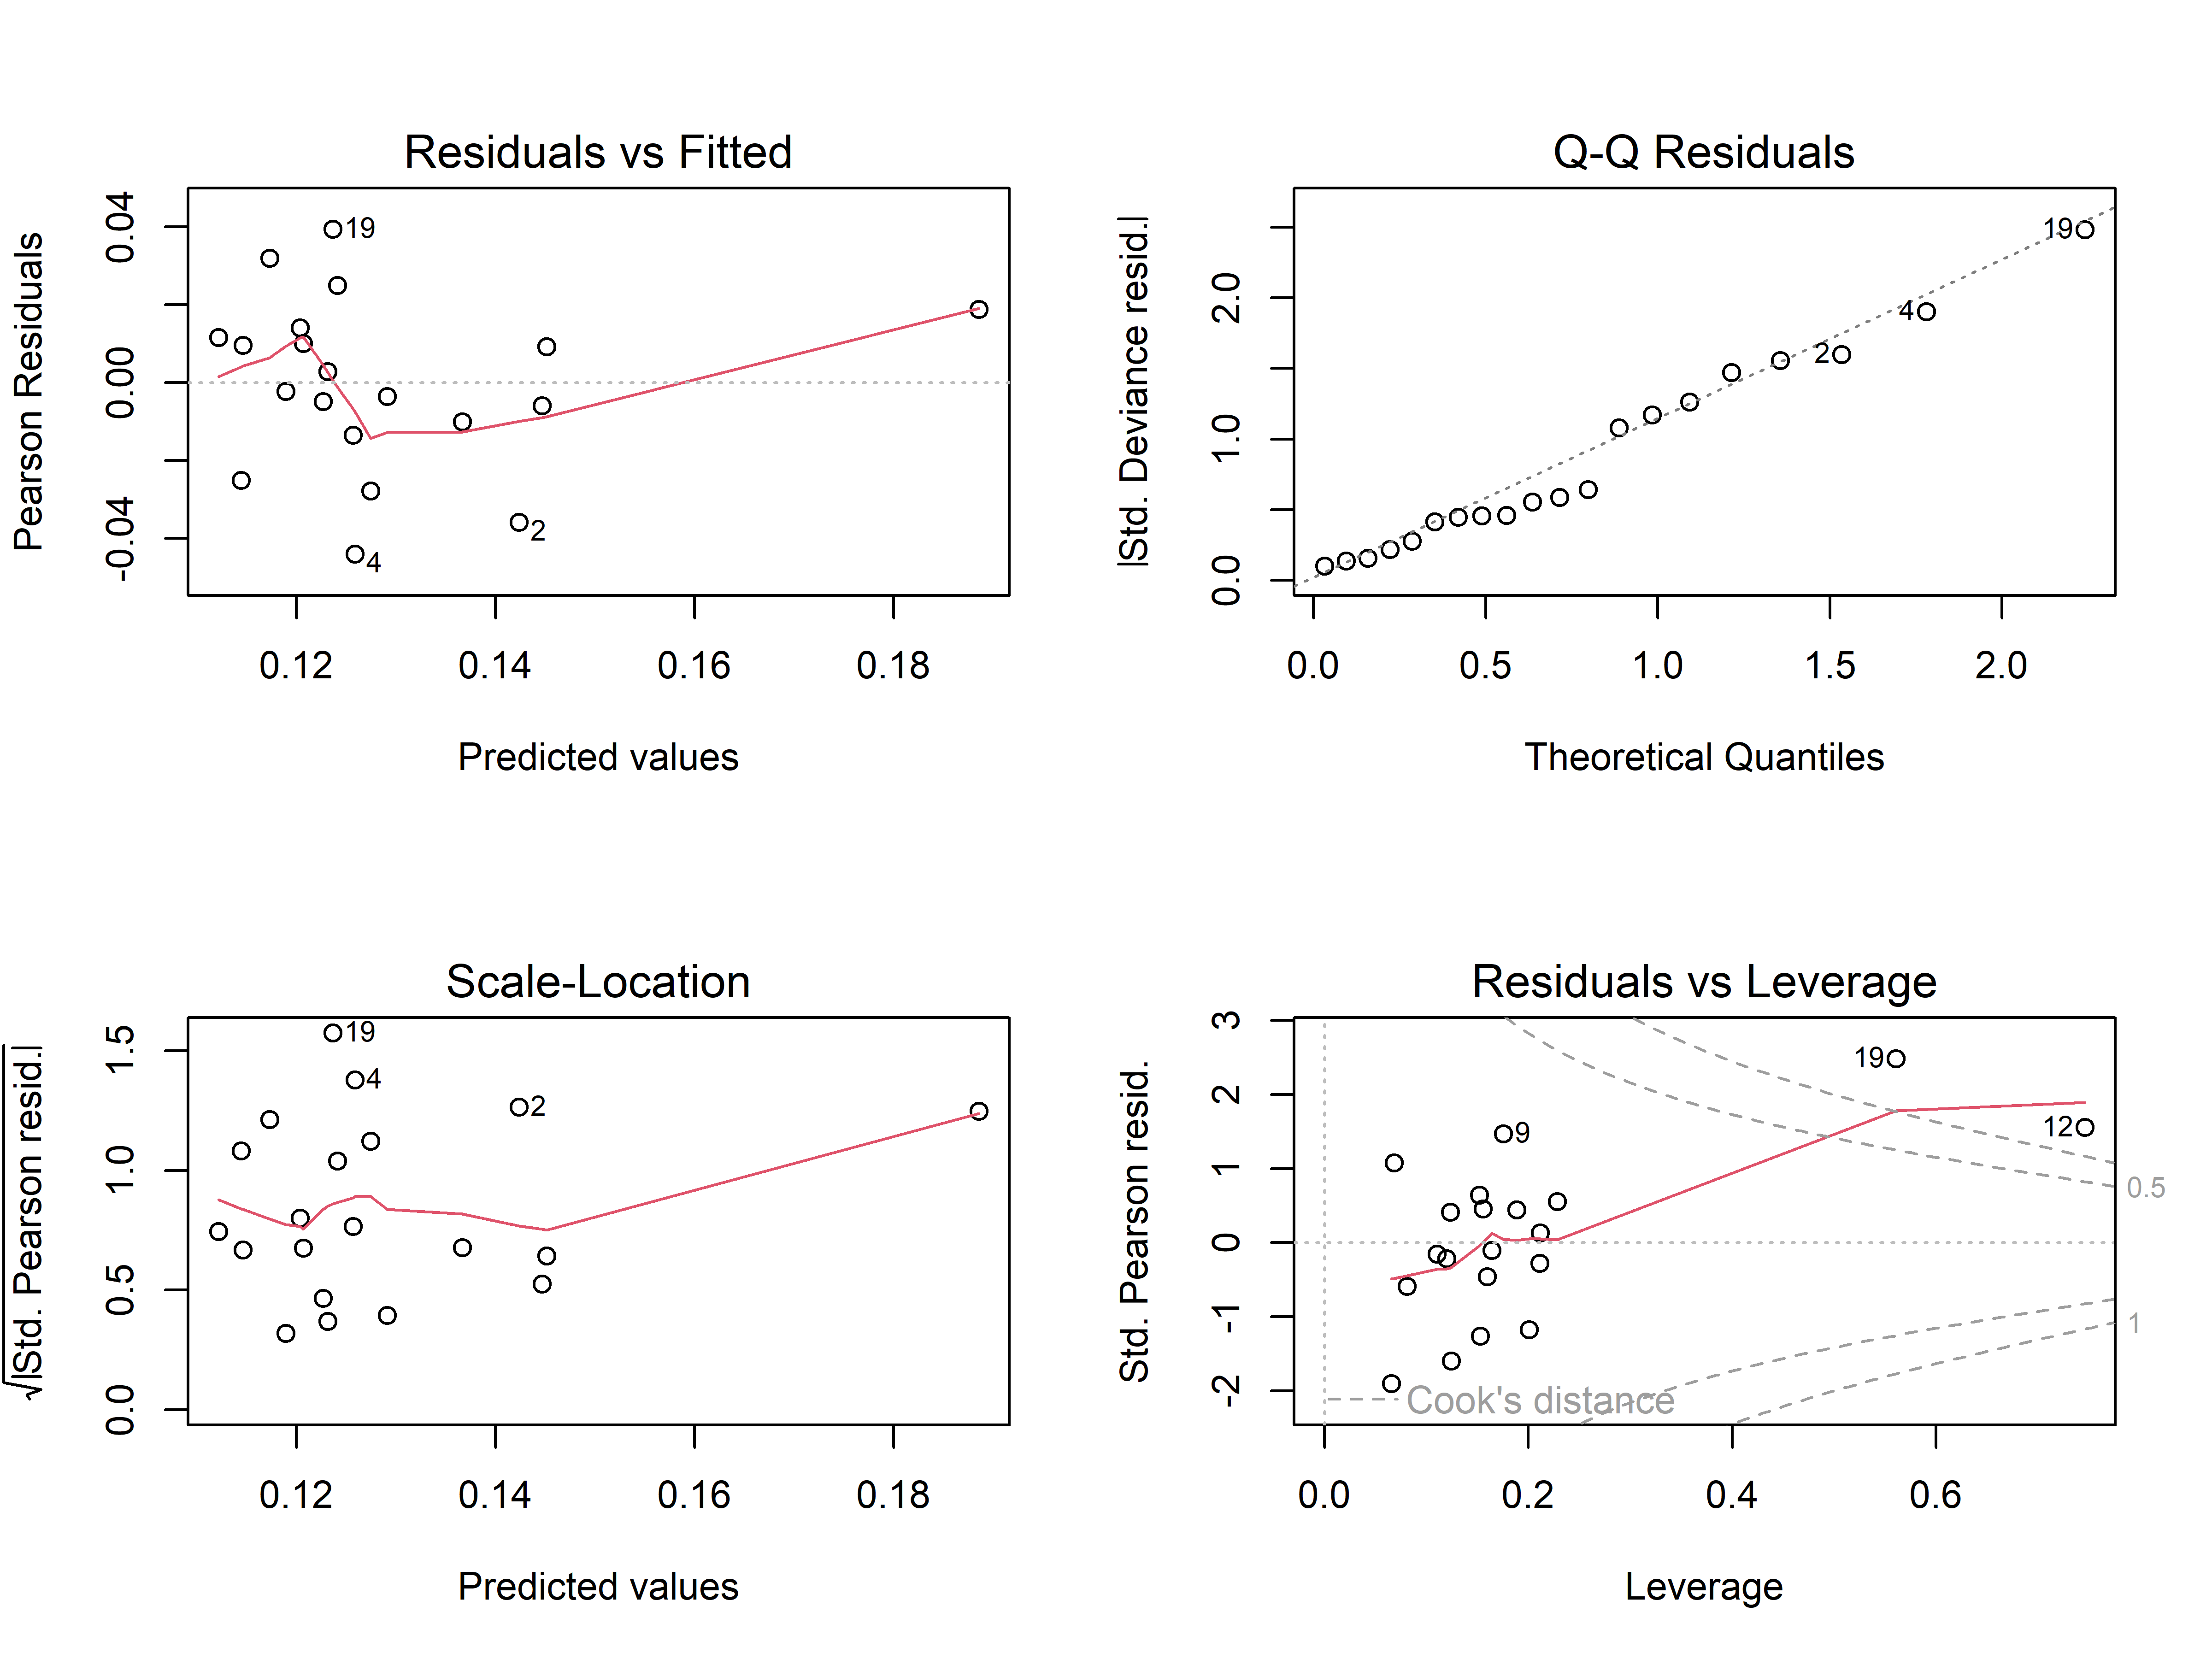 Residuals vs Fitted
Pearson Residuals
0.04
0.00
-0.04
19
2
4
0.12 0.14 0.16 0.18
Predicted values
Q-Q Residuals
|Std. Deviance resid.|
2.0
1.0
0.0
19
4
2
0.0 0.5 1.0 1.5 2.0
Theoretical Quantiles
Scale-Location
√|Std. Pearson resid.|
1.5
1.0
0.5
0.0
19
4
2
0.12 0.14 0.16 0.18
Predicted values
Residuals vs Leverage
Std. Pearson resid.
3
2
1
0
-1
-2
19
9
12
0.5
1
Cook's distance
0.0 0.2 0.4 0.6
Leverage